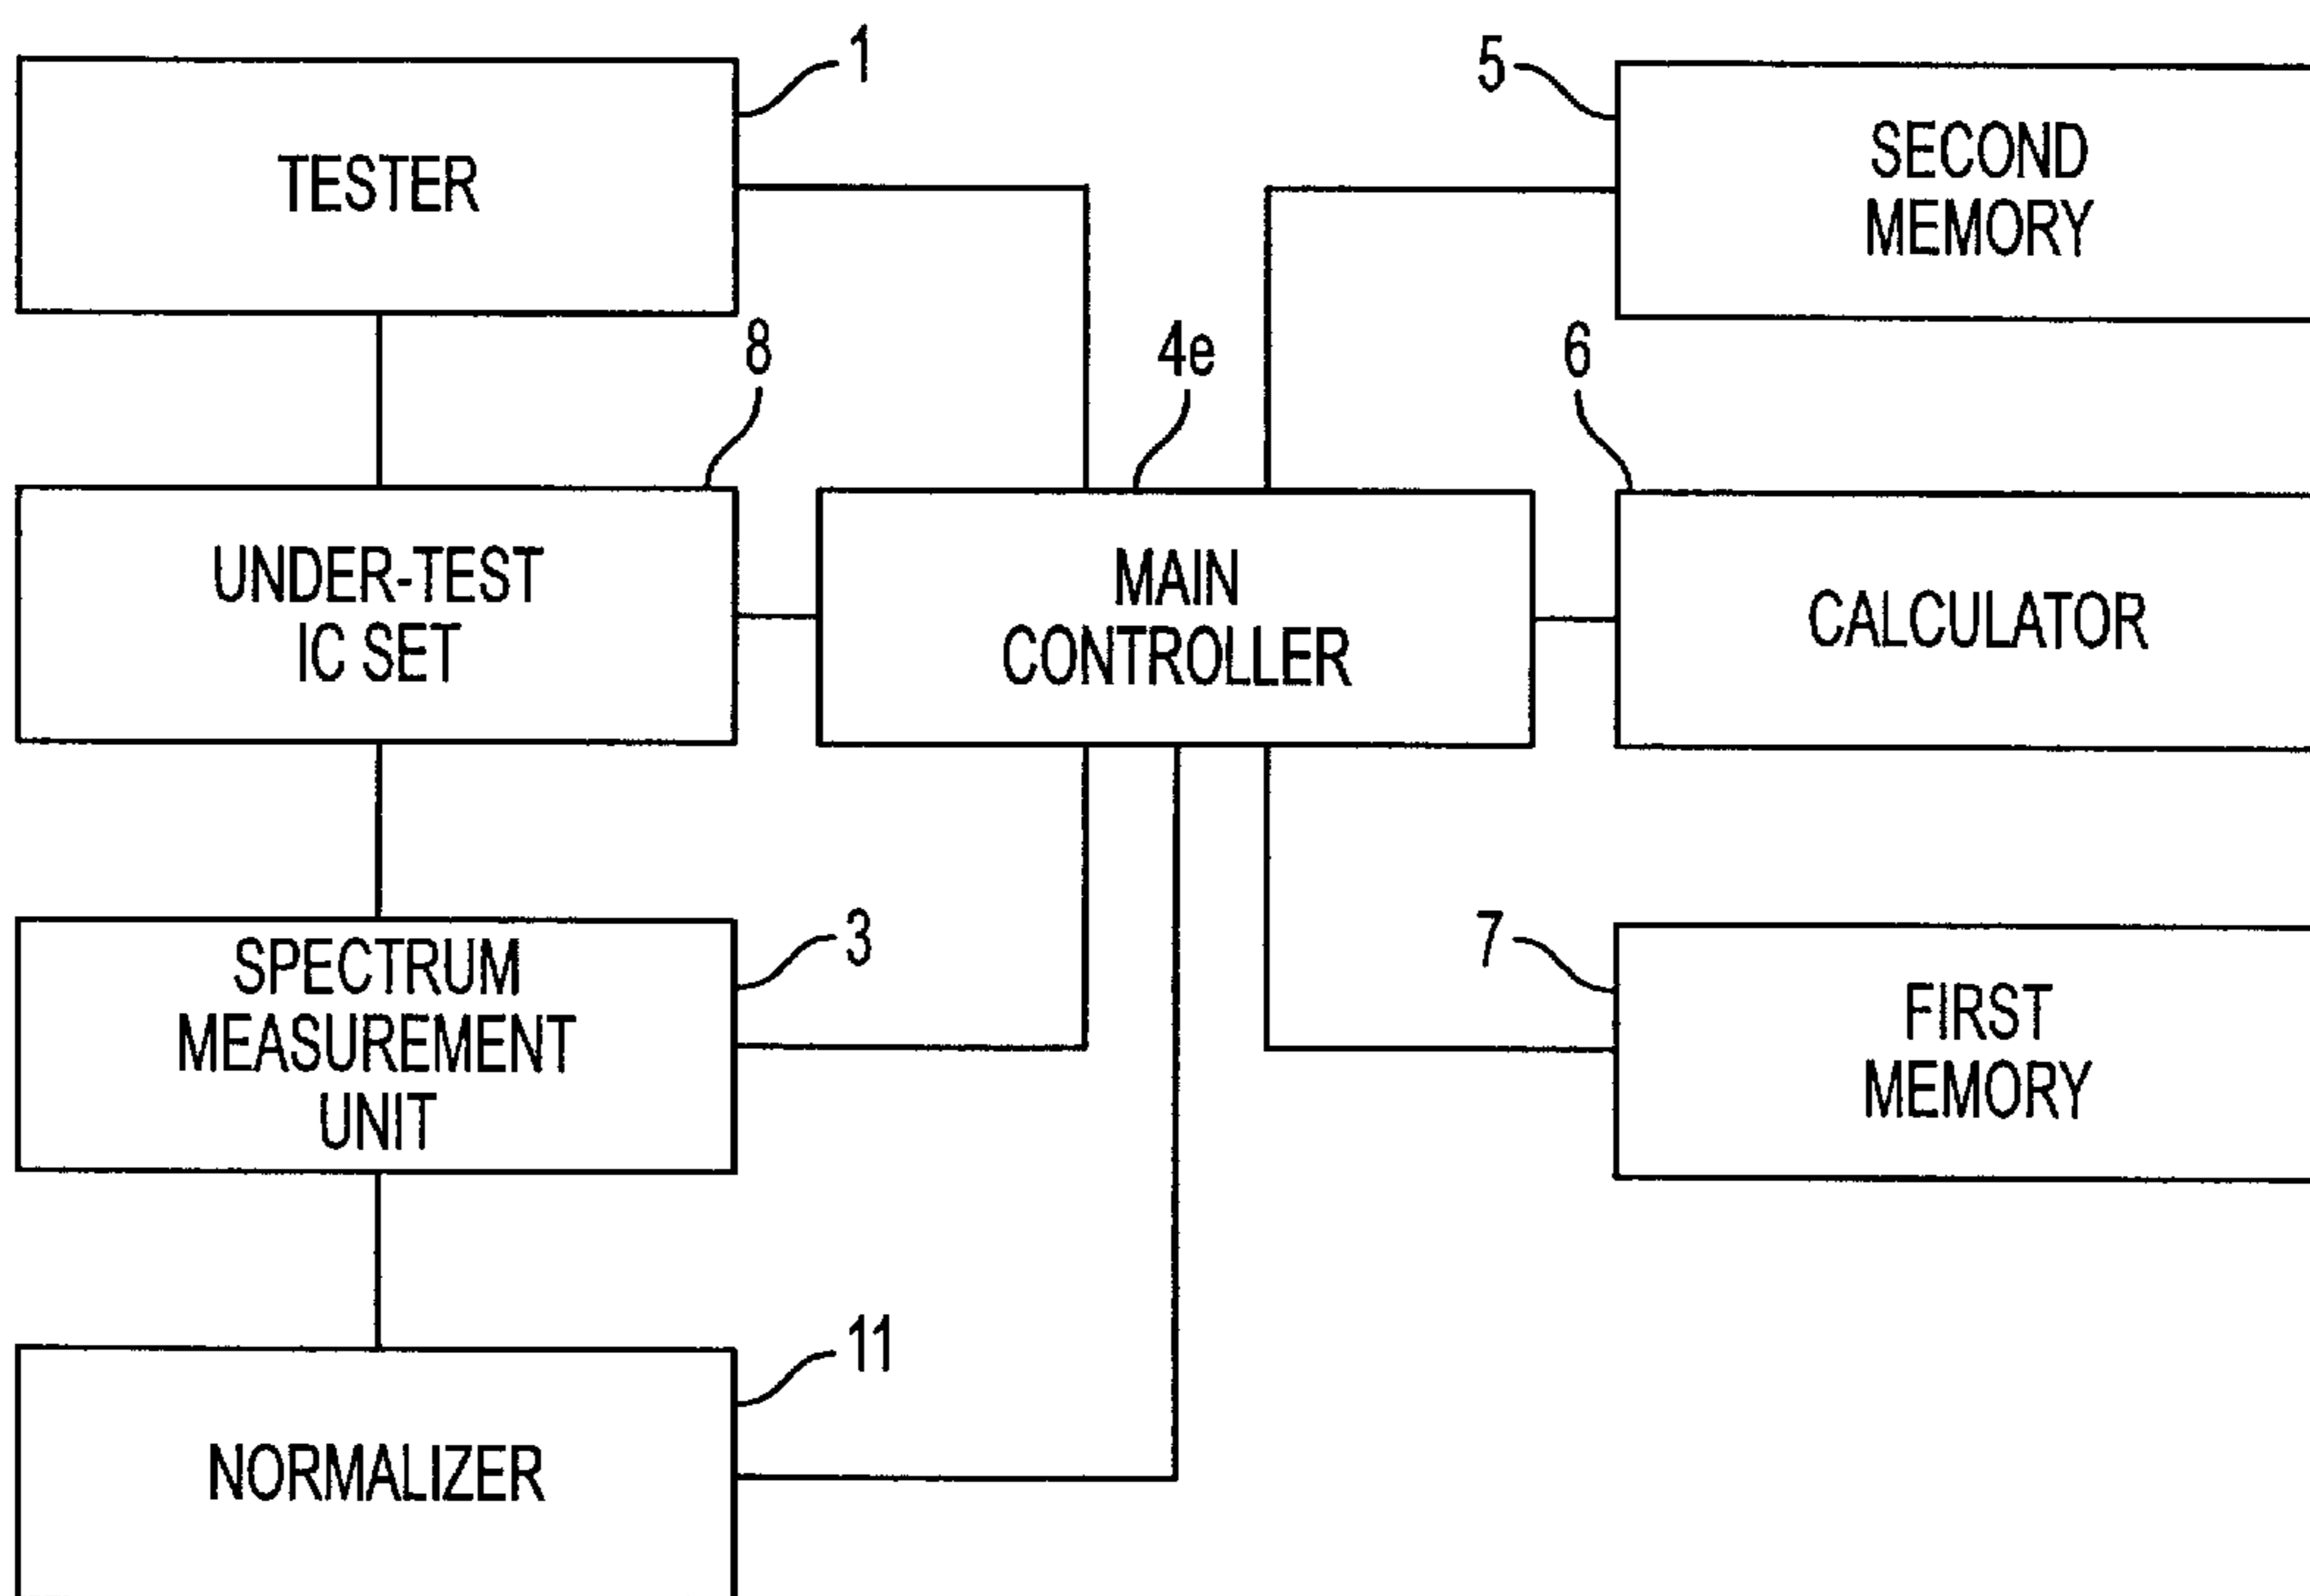 1
TESTER
5
SECOND
MEMORY
8
UNDER-TEST
IC SET
4e
MAIN
CONTROLLER
6
CALCULATOR
3
SPECTRUM
MEASUREMENT
UNIT
7
FIRST
MEMORY
11
NORMALIZER